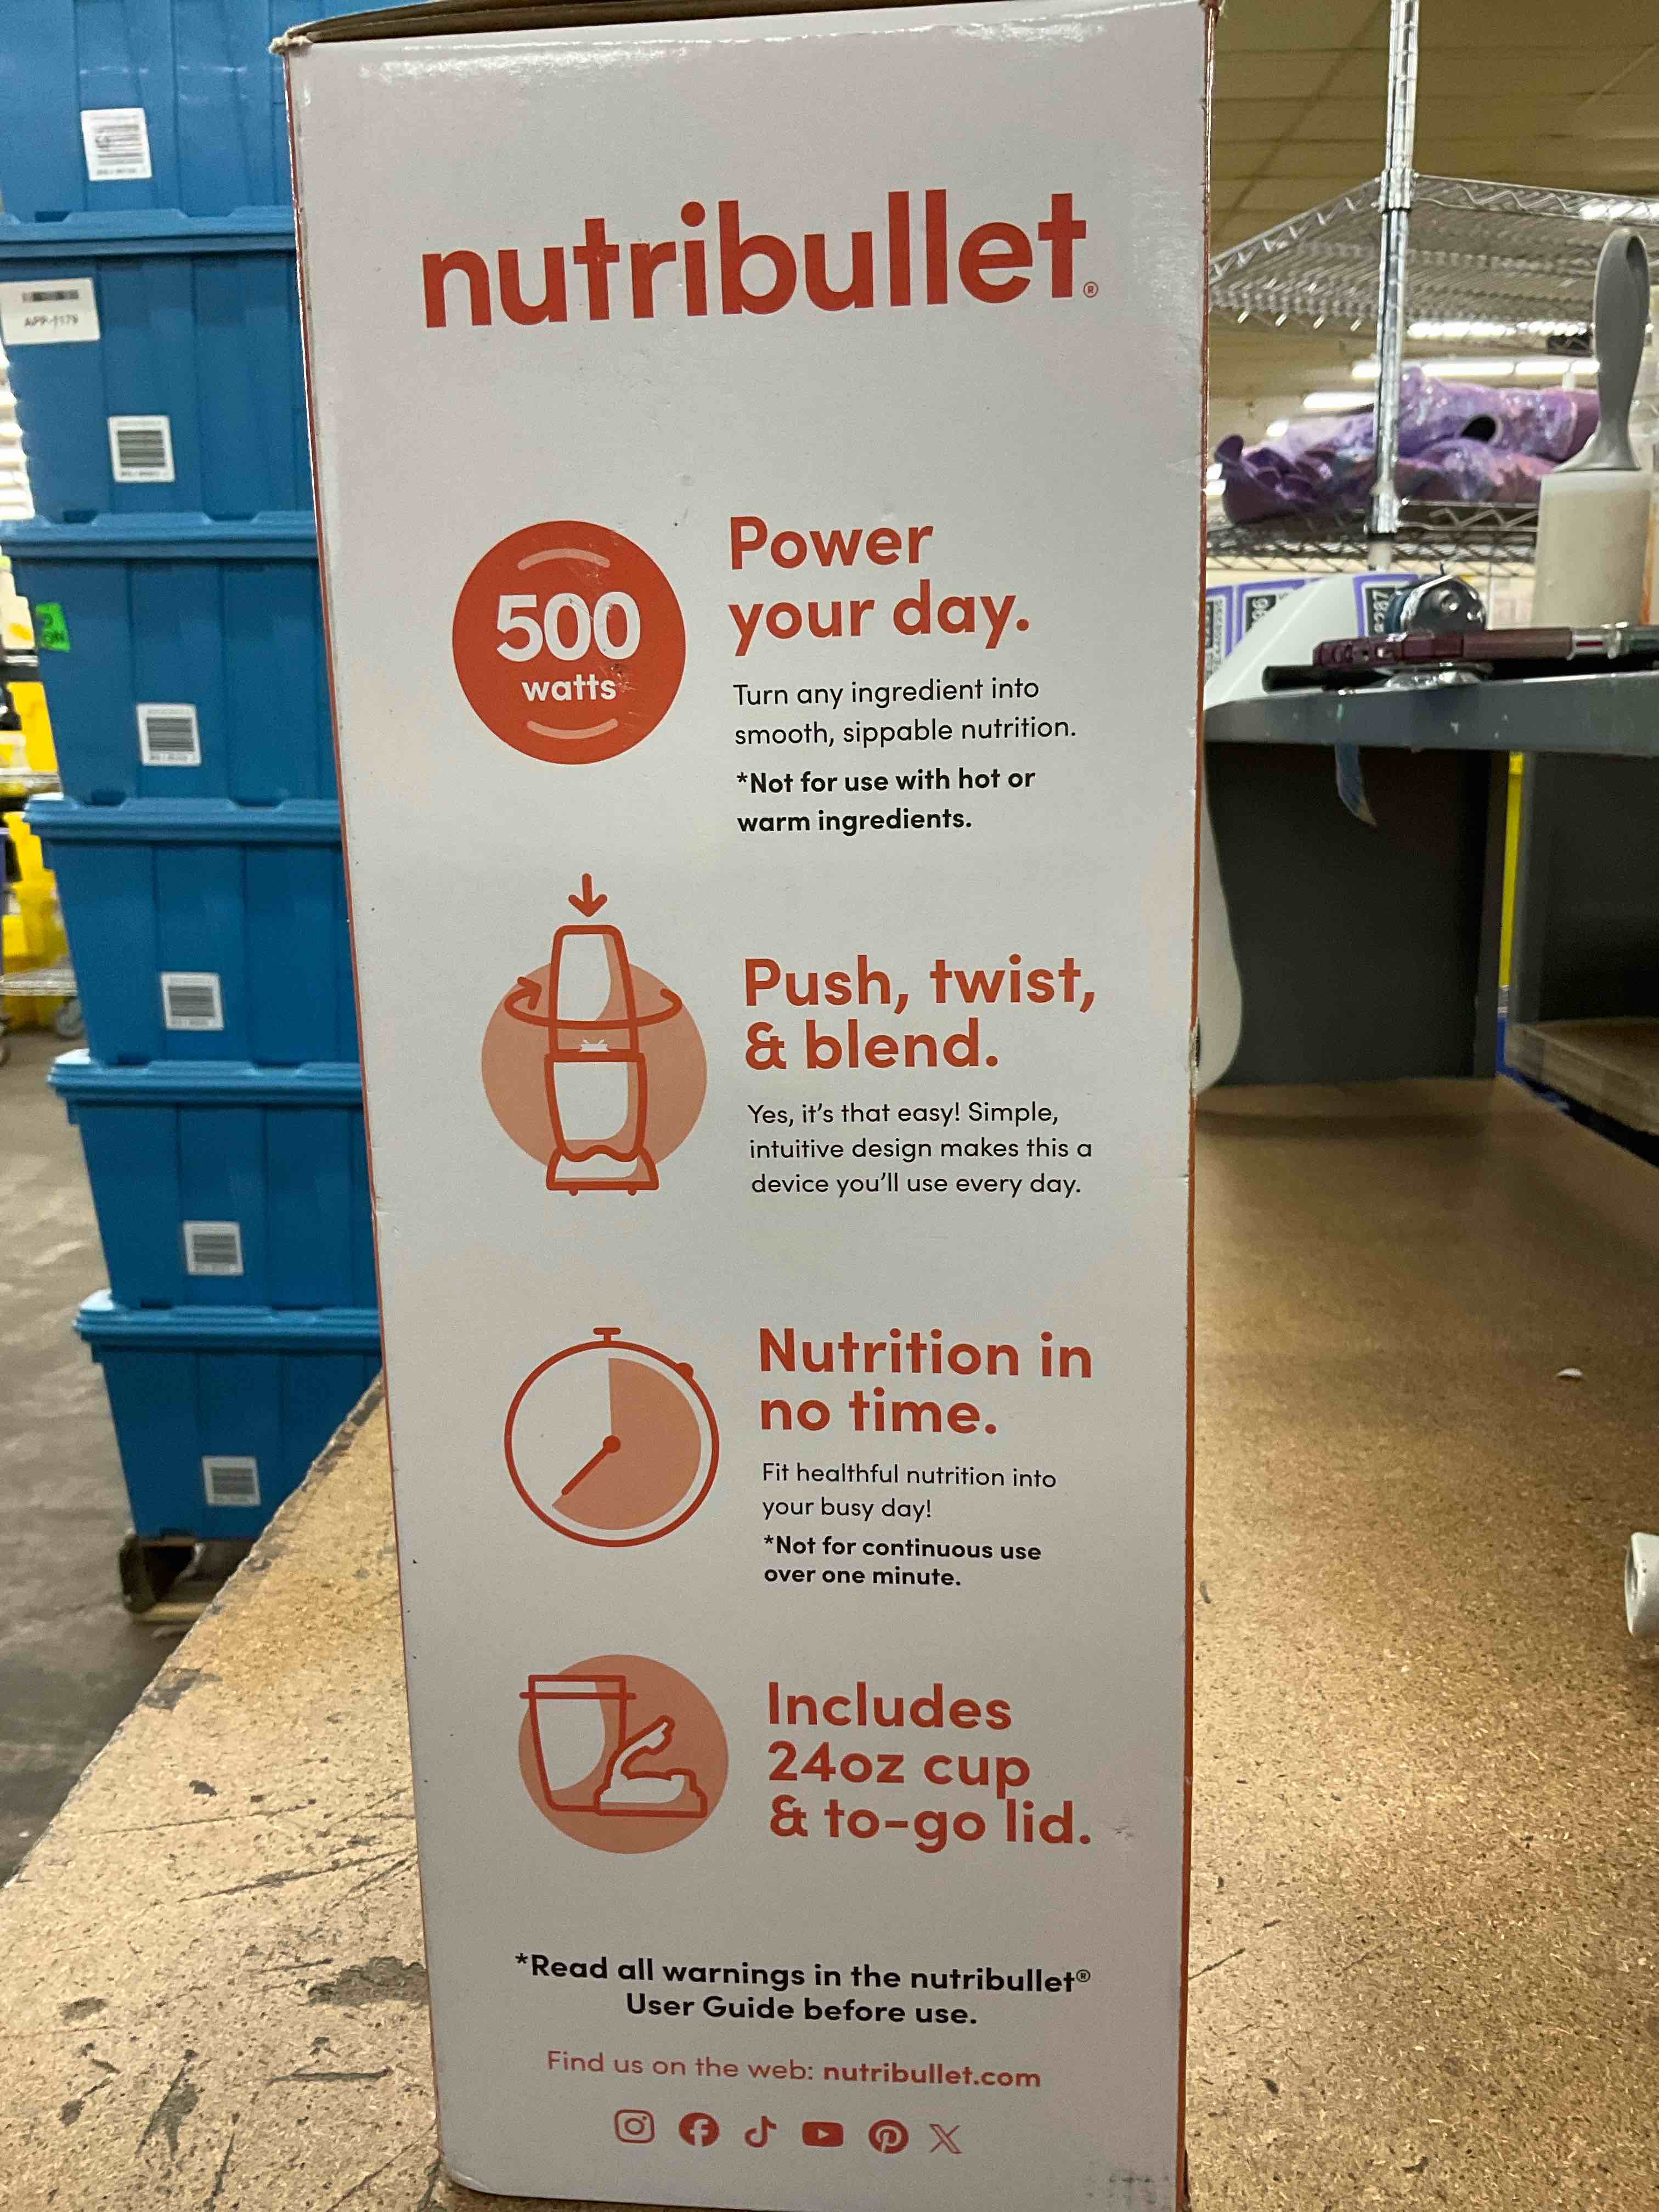 nutribullet®
500
watts
Power
your day.
Turn any ingredient into
smooth, sippable nutrition.
*Not for use with hot or
warm ingredients.
Push, twist,
& blend.
Yes, it's that easy! Simple,
intuitive design makes this a
device you'll use every day.
Nutrition in
no time.
Fit healthful nutrition into
your busy day!
*Not for continuous use
over one minute.
Includes
24oz cup
& to-go lid.
*Read all warnings in the nutribullet®
User Guide before use.
Find us on the web: nutribullet.com
APP-1179